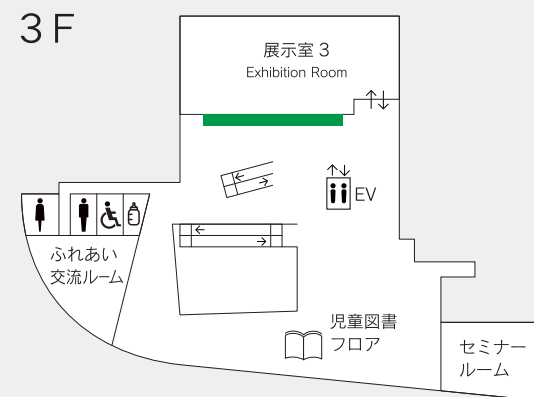 3F
展示室 3
Exhibition Room
EV
ふれあい
交流ルーム
児童図書
フロア
セミナー
ルーム